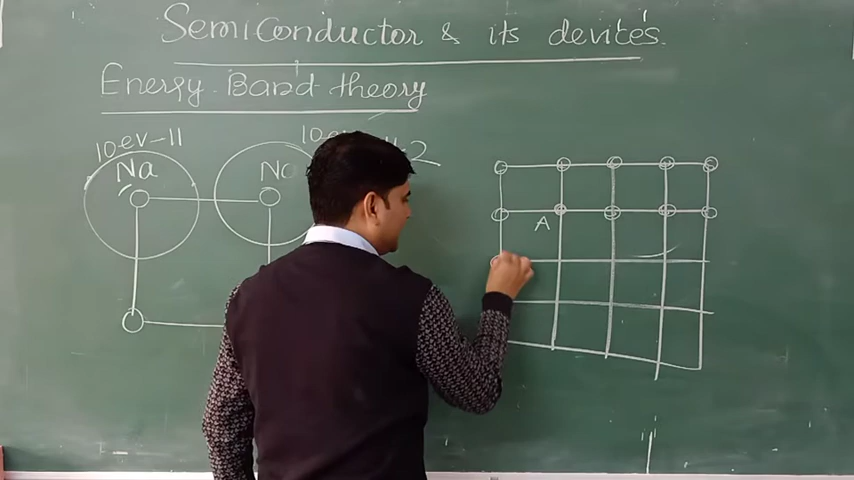 Semiconductor & its devices.
Energy Band theory
10ev-11
Na
Na
A